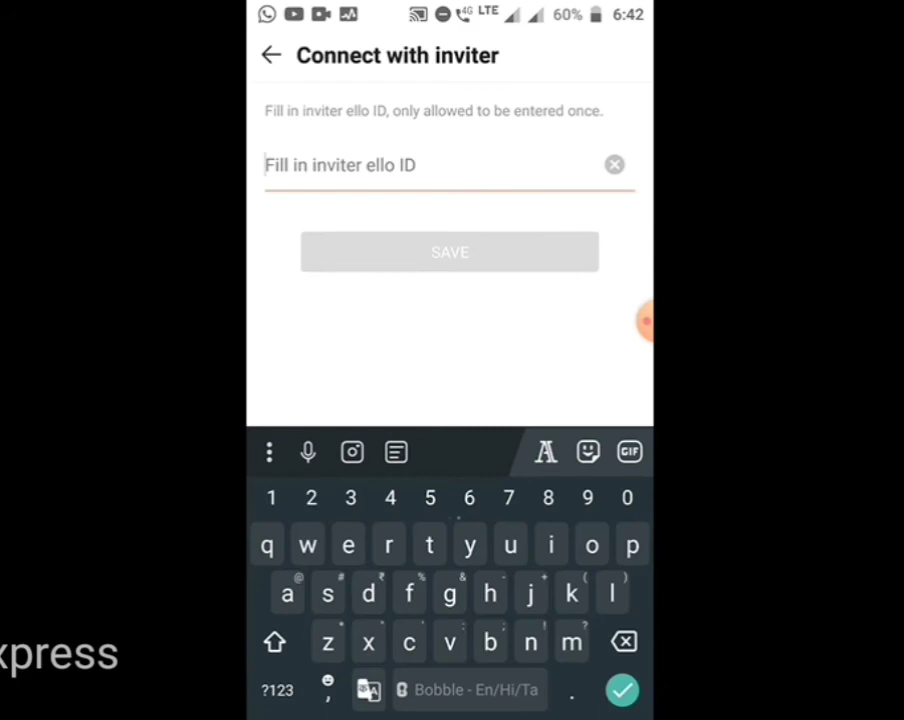 4G LTE 60% 6:42
Connect with inviter
Fill in inviter ello ID, only allowed to be entered once.
Fill in inviter ello ID
SAVE
A GIF
1 2 3 4 5 6 7 8 9 0
q w e r t y u i o p
@ # ₹ % & - + ( )
a s d f g h j k l
* " ' : ; ! ?
z x c v b n m
xpress
?123 , Bobble - En/Hi/Ta .